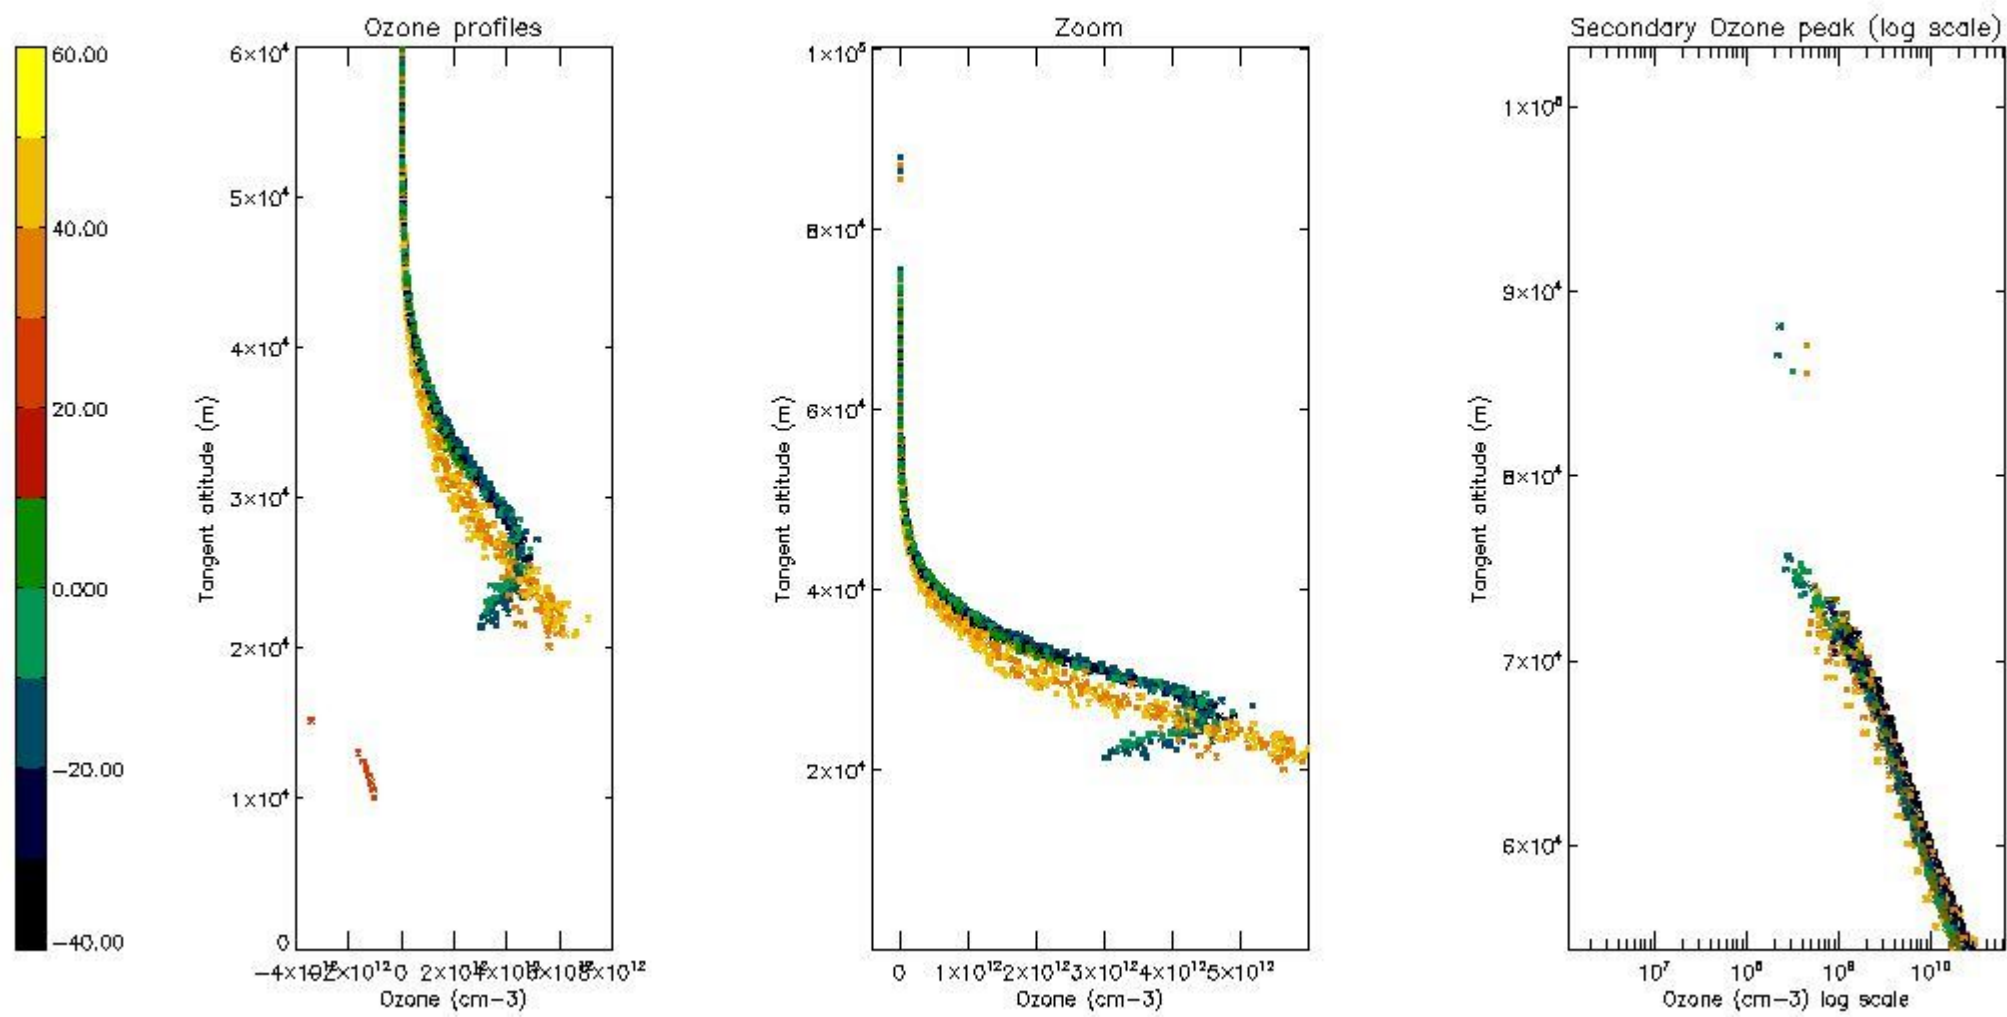 Ozone profiles
Zoom
Secondary Ozone peak (log scale)
60.00
40.00
20.00
0.000
−20.00
−40.00
6×10⁴
5×10⁴
4×10⁴
3×10⁴
2×10⁴
1×10⁴
0
Tangent altitude (m)
0
2×10¹²
Ozone (cm−3)
1×10⁵
8×10⁴
6×10⁴
4×10⁴
2×10⁴
Tangent altitude (m)
0 1×10¹² 2×10¹² 3×10¹² 4×10¹² 5×10¹²
Ozone (cm−3)
9×10⁴
8×10⁴
7×10⁴
6×10⁴
Tangent altitude (m)
10⁷ 10⁸ 10⁹ 10¹⁰
Ozone (cm−3) log scale